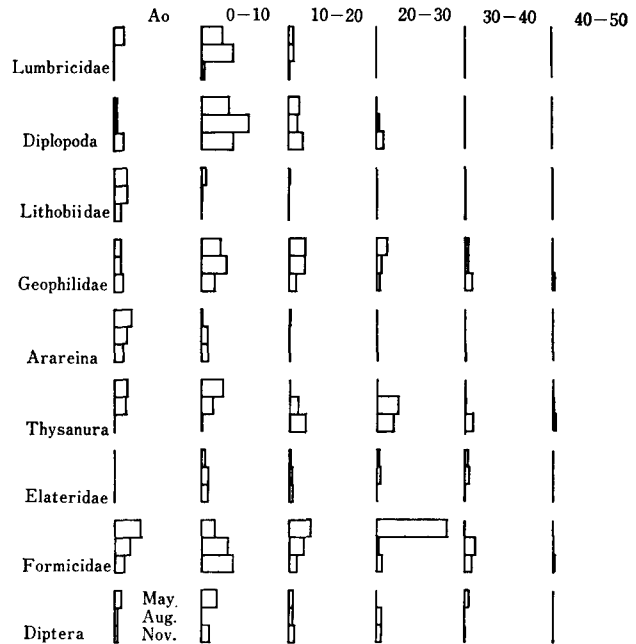 Ao 0—10 10—20 20—30 30—40 40—50
Lumbricidae
Diplopoda
Lithobiidae
Geophilidae
Arareina
Thysanura
Elateridae
Formicidae
May.
Aug.
Diptera Nov.